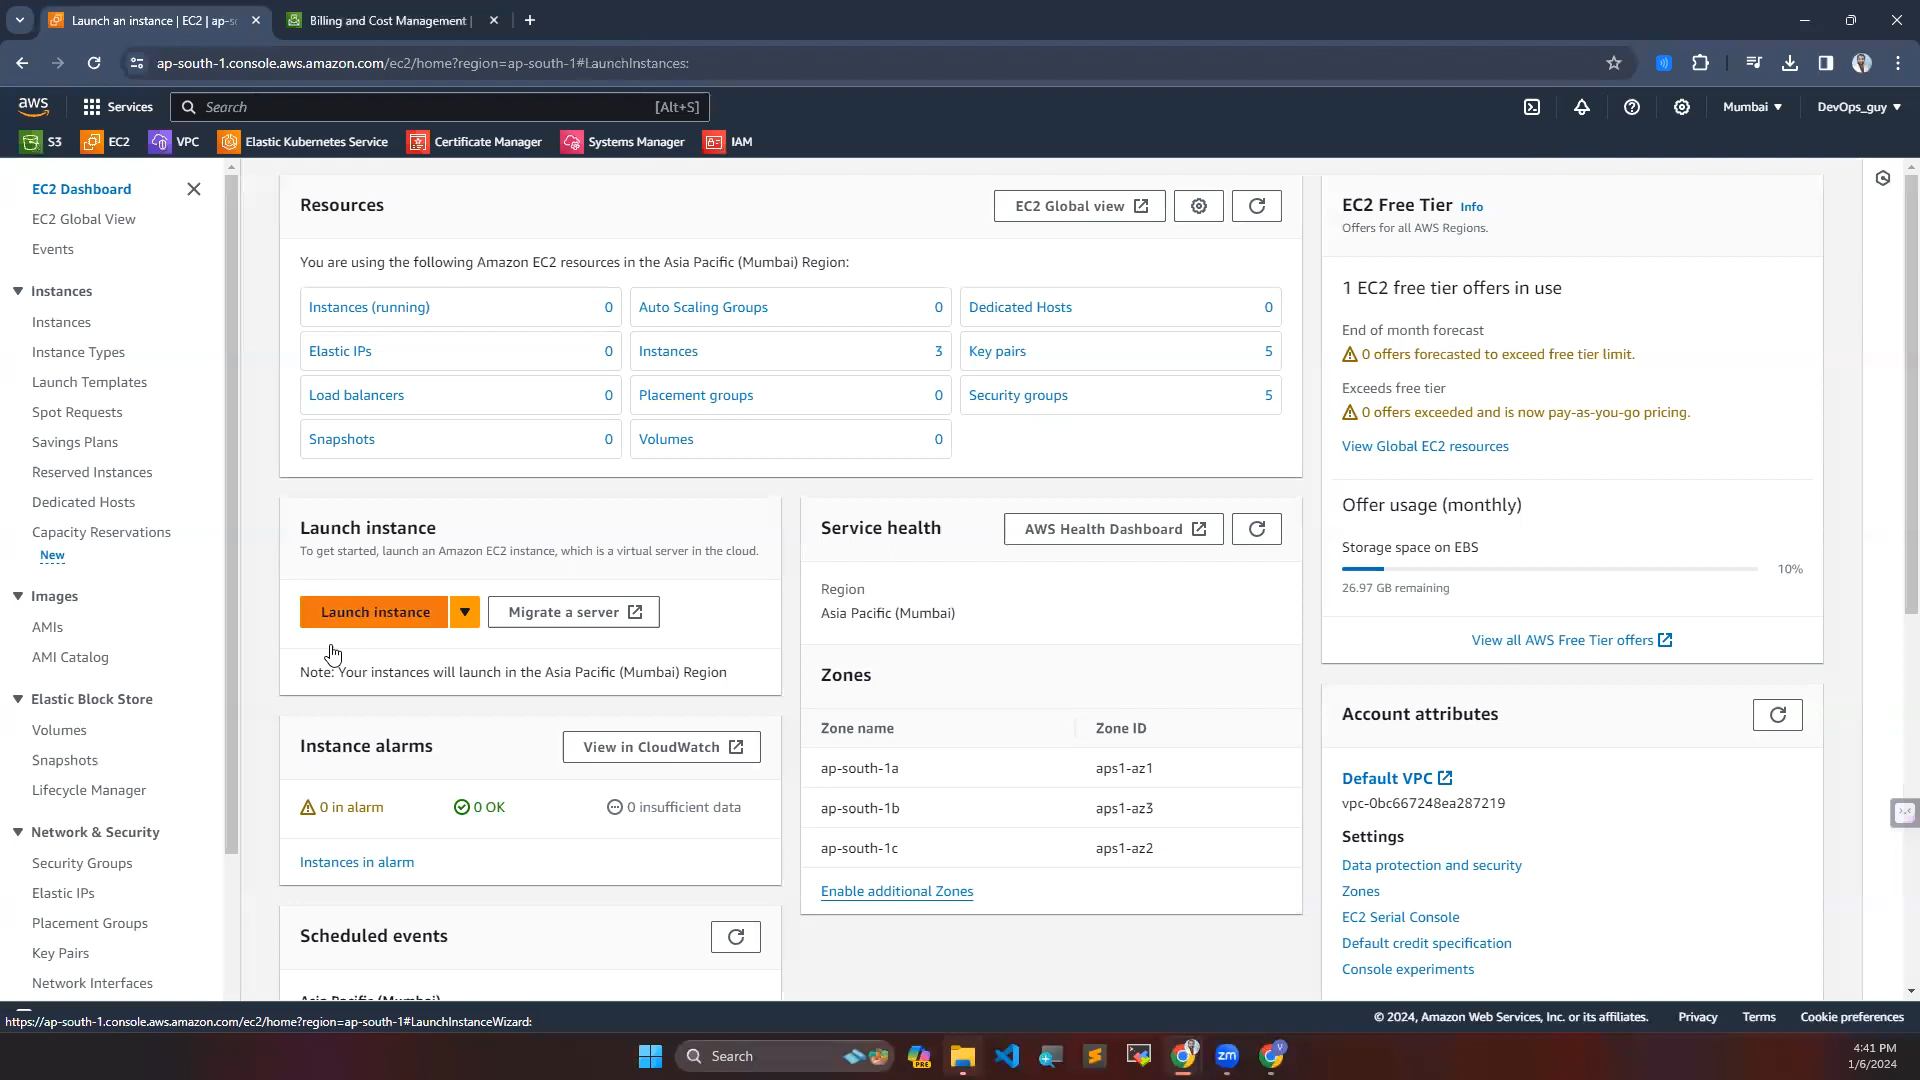 Launch an instance | EC2 | ap-so
Billing and Cost Management |
ap-south-1.console.aws.amazon.com/ec2/home?region=ap-south-1#LaunchInstances:
aws
Services
Search
[Alt+S]
Mumbai
DevOps_guy
S3
EC2
VPC
Elastic Kubernetes Service
Certificate Manager
Systems Manager
IAM
EC2 Dashboard
EC2 Global View
Events
Instances
Instances
Instance Types
Launch Templates
Spot Requests
Savings Plans
Reserved Instances
Dedicated Hosts
Capacity Reservations
New
Images
AMIs
AMI Catalog
Elastic Block Store
Volumes
Snapshots
Lifecycle Manager
Network & Security
Security Groups
Elastic IPs
Placement Groups
Key Pairs
Network Interfaces
Resources
EC2 Global view
You are using the following Amazon EC2 resources in the Asia Pacific (Mumbai) Region:
Instances (running) 0
Auto Scaling Groups 0
Dedicated Hosts 0
Elastic IPs 0
Instances 3
Key pairs 5
Load balancers 0
Placement groups 0
Security groups 5
Snapshots 0
Volumes 0
Launch instance
To get started, launch an Amazon EC2 instance, which is a virtual server in the cloud.
Launch instance
Migrate a server
Note: Your instances will launch in the Asia Pacific (Mumbai) Region
Instance alarms
View in CloudWatch
0 in alarm
0 OK
0 insufficient data
Instances in alarm
Scheduled events
Asia Pacific (Mumbai)
Service health
AWS Health Dashboard
Region
Asia Pacific (Mumbai)
Zones
Zone name
Zone ID
ap-south-1a
aps1-az1
ap-south-1b
aps1-az3
ap-south-1c
aps1-az2
Enable additional Zones
EC2 Free Tier Info
Offers for all AWS Regions.
1 EC2 free tier offers in use
End of month forecast
0 offers forecasted to exceed free tier limit.
Exceeds free tier
0 offers exceeded and is now pay-as-you-go pricing.
View Global EC2 resources
Offer usage (monthly)
Storage space on EBS
10%
26.97 GB remaining
View all AWS Free Tier offers
Account attributes
Default VPC
vpc-0bc667248ea287219
Settings
Data protection and security
Zones
EC2 Serial Console
Default credit specification
Console experiments
https://ap-south-1.console.aws.amazon.com/ec2/home?region=ap-south-1#LaunchInstanceWizard:
© 2024, Amazon Web Services, Inc. or its affiliates.
Privacy
Terms
Cookie preferences
Search
PRE
zm
V
4:41 PM
1/6/2024